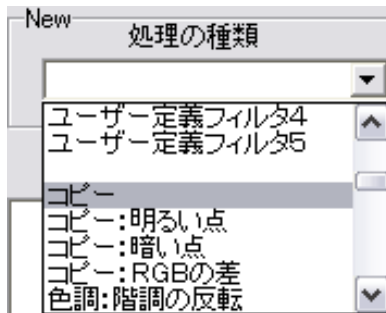 New
処理の種類
ユーザー定義フィルタ4
ユーザー定義フィルタ5
コピー
コピー:明るい点
コピー:暗い点
コピー:RGBの差
色調:階調の反転